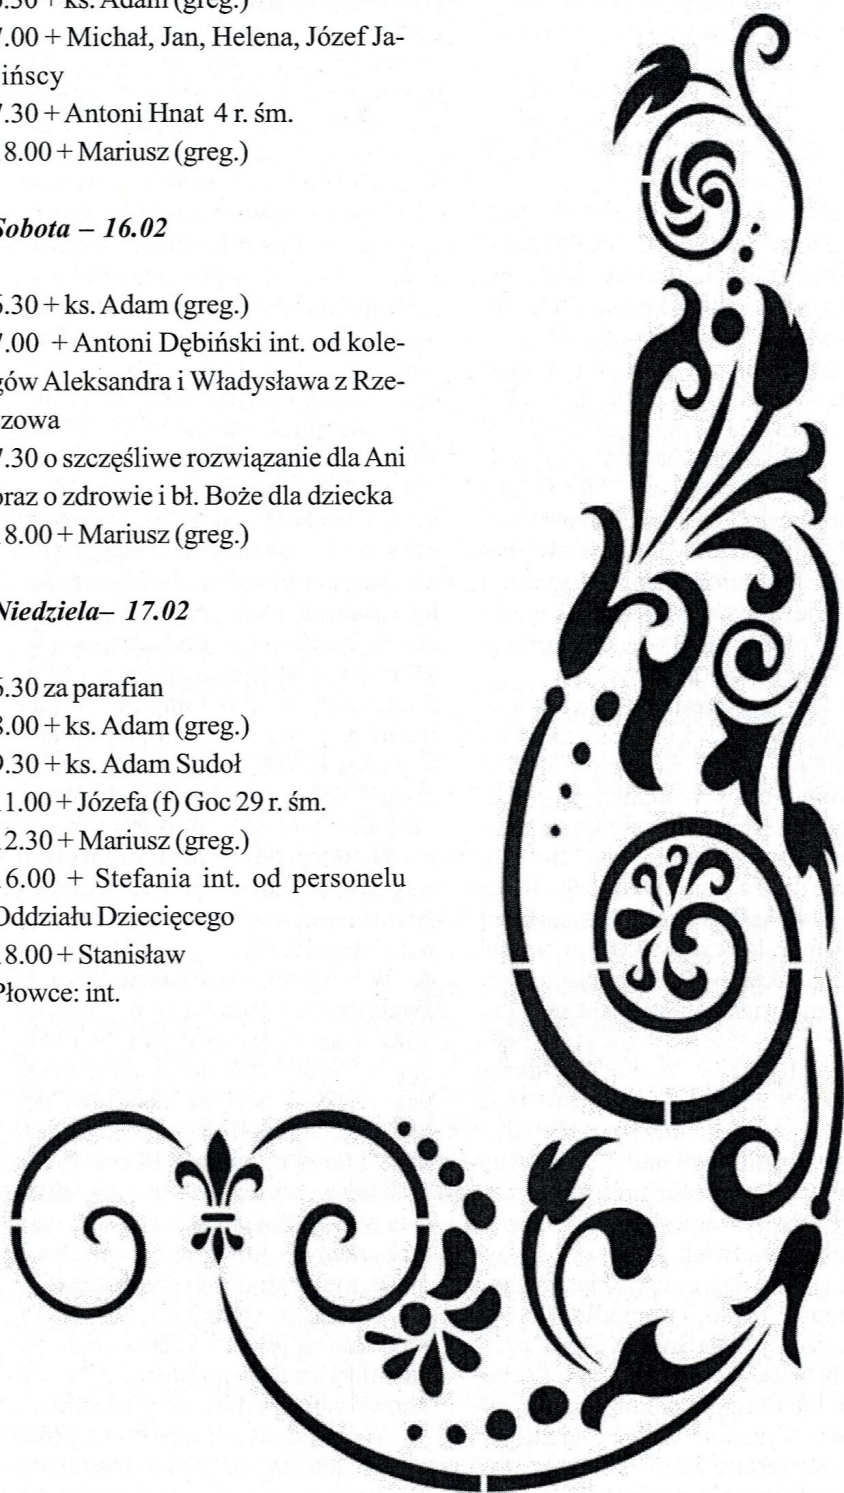 6.30 + ks. Adam (greg.)
7.00 + Michał, Jan, Helena, Józef Ja-
ińscy
7.30 + Antoni Hnat 4 r. śm.
18.00 + Mariusz (greg.)
Sobota – 16.02
6.30 + ks. Adam (greg.)
7.00 + Antoni Dębiński int. od kole-
gów Aleksandra i Władysława z Rze-
zowa
7.30 o szczęśliwe rozwiązanie dla Ani
oraz o zdrowie i bł. Boże dla dziecka
18.00 + Mariusz (greg.)
Niedziela– 17.02
6.30 za parafian
8.00 + ks. Adam (greg.)
9.30 + ks. Adam Sudoł
11.00 + Józefa (f) Goc 29 r. śm.
12.30 + Mariusz (greg.)
16.00 + Stefania int. od personelu
Oddziału Dziecięcego
18.00 + Stanisław
Płowce: int.